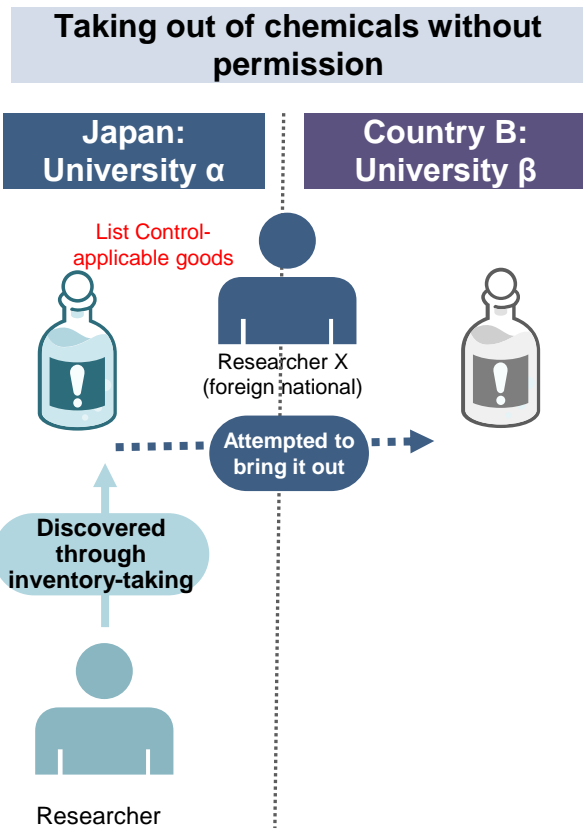 Taking out of chemicals without
permission
Japan:
University α
Country B:
University β
List Control-
applicable goods
Researcher X
(foreign national)
Attempted to
bring it out
Discovered
through
inventory-taking
Researcher